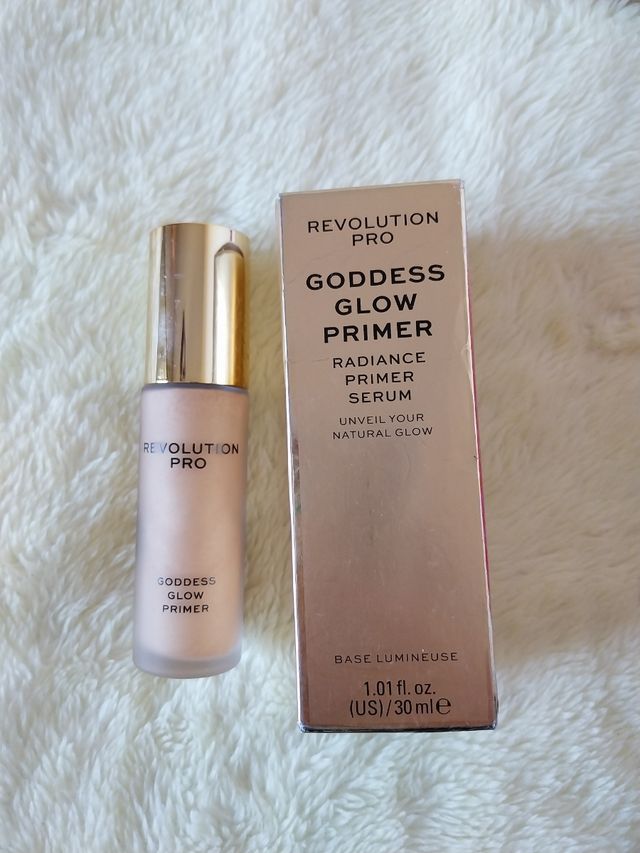 REVOLUTION
PRO
GODDESS
GLOW
PRIMER
REVOLUTION
PRO
GODDESS
GLOW
PRIMER
RADIANCE
PRIMER
SERUM
UNVEIL YOUR
NATURAL GLOW
BASE LUMINEUSE
1.01 fl. oz.
(US)/30 ml℮